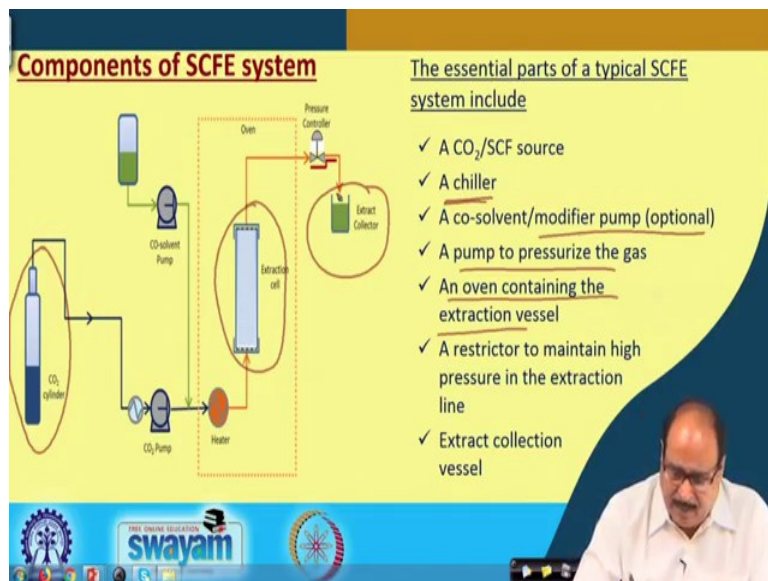 Components of SCFE system
The essential parts of a typical SCFE
system include
✓ A CO₂/SCF source
✓ A chiller
✓ A co-solvent/modifier pump (optional)
✓ A pump to pressurize the gas
✓ An oven containing the
extraction vessel
✓ A restrictor to maintain high
pressure in the extraction
line
✓ Extract collection
vessel
Pressure
Controller
Oven
CO-solvent
Pump
Extract
Collector
Extraction
cell
CO₂
cylinder
CO₂ Pump
Heater
FREE ONLINE EDUCATION
swayam